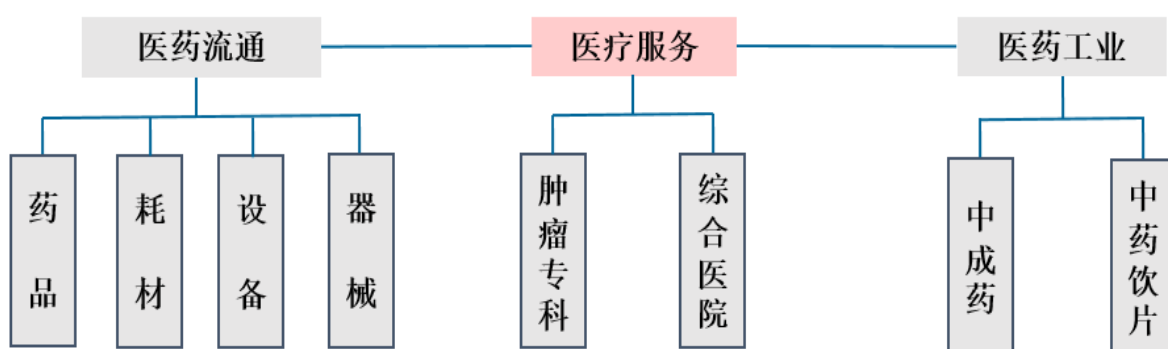 医药流通
医疗服务
医药工业
药品
耗材
设备
器械
肿瘤专科
综合医院
中成药
中药饮片